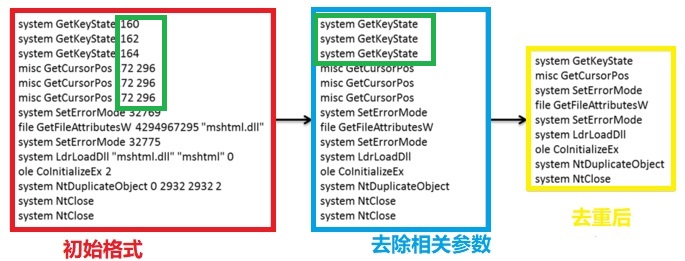 system GetKeyState 160
system GetKeyState 162
system GetKeyState 164
misc GetCursorPos 72 296
misc GetCursorPos 72 296
misc GetCursorPos 72 296
system SetErrorMode 32769
file GetFileAttributesW 4294967295 "mshtml.dll"
system SetErrorMode 32775
system LdrLoadDll "mshtml.dll" "mshtml" 0
ole CoInitializeEx 2
system NtDuplicateObject 0 2932 2932 2
system NtClose
system NtClose
初始格式
system GetKeyState
system GetKeyState
system GetKeyState
misc GetCursorPos
misc GetCursorPos
misc GetCursorPos
system SetErrorMode
file GetFileAttributesW
system SetErrorMode
system LdrLoadDll
ole CoInitializeEx
system NtDuplicateObject
system NtClose
system NtClose
去除相关参数
system GetKeyState
misc GetCursorPos
system SetErrorMode
file GetFileAttributesW
system SetErrorMode
system LdrLoadDll
ole CoInitializeEx
system NtDuplicateObject
system NtClose
去重后